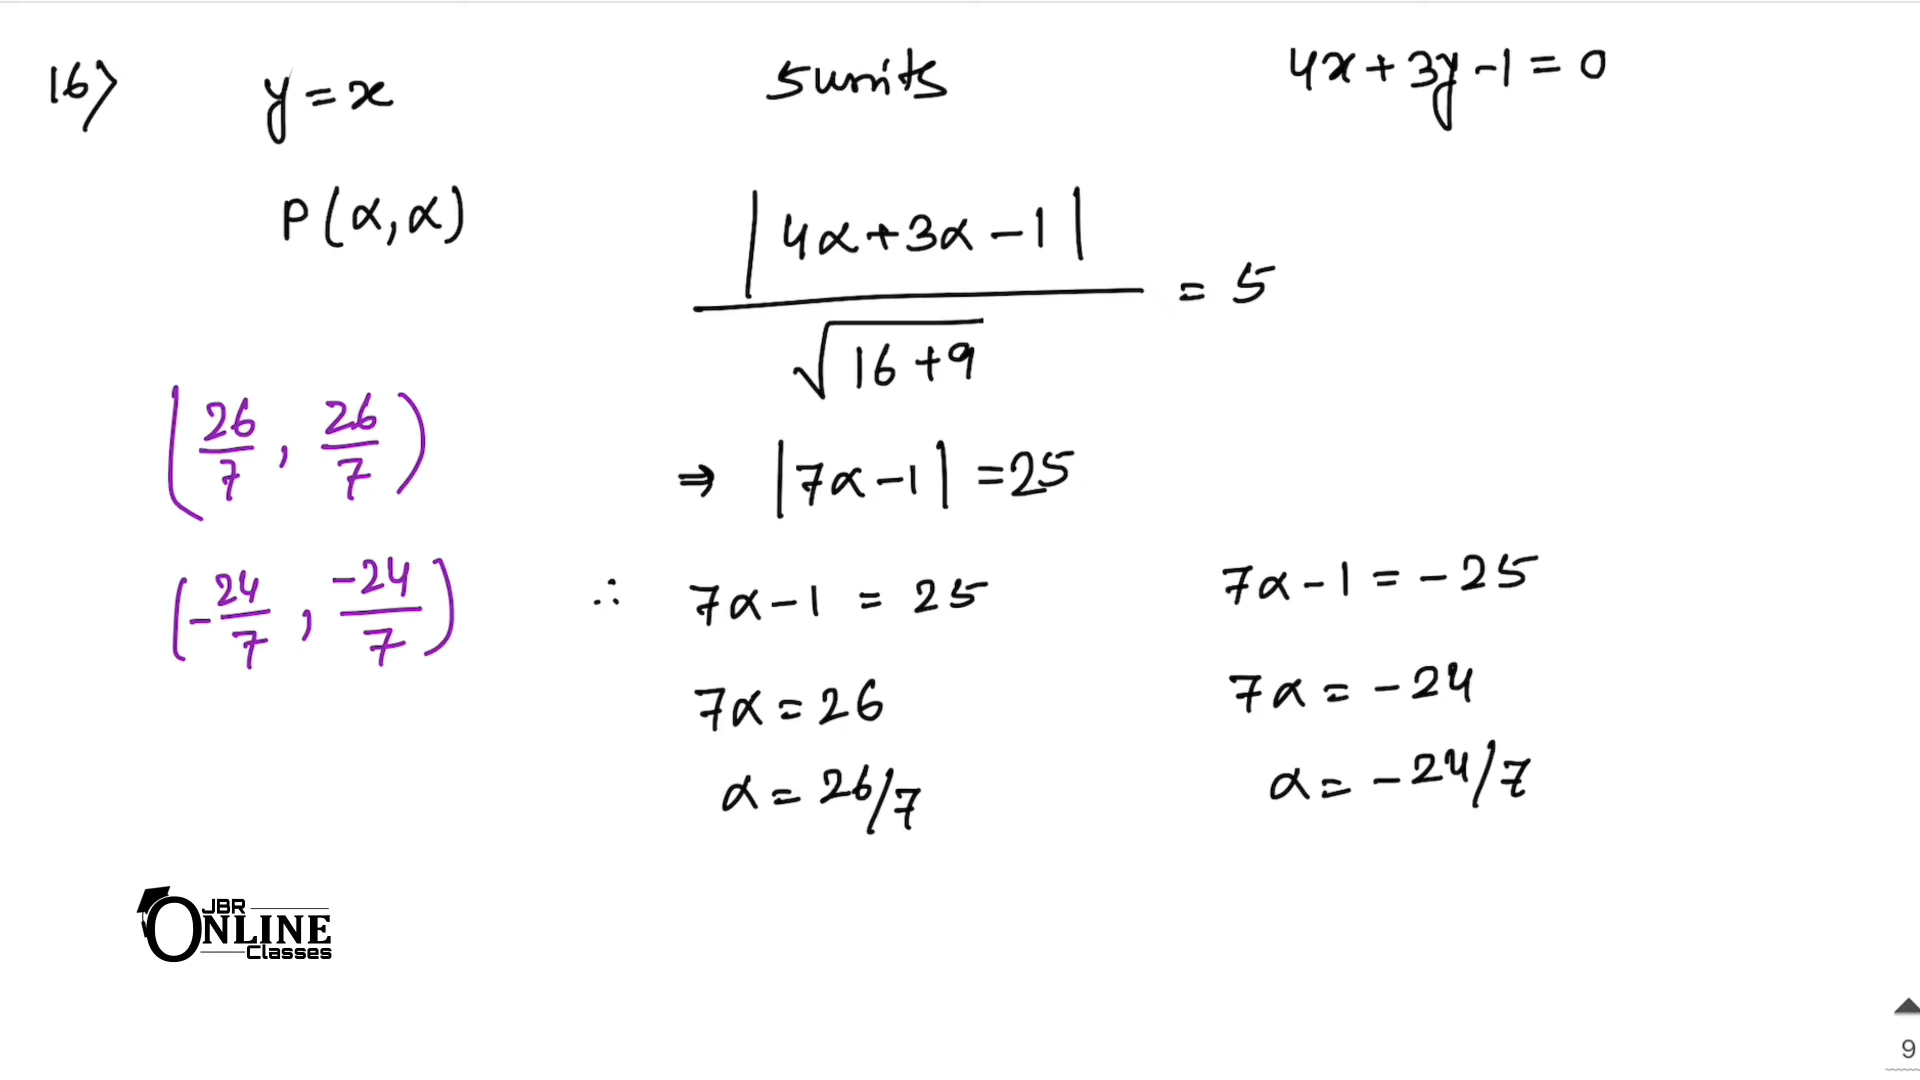 16) y = x 5 units 4x + 3y - 1 = 0
P(α, α)
|4α + 3α - 1| / √(16 + 9) = 5
(26/7, 26/7)
⇒ |7α - 1| = 25
(-24/7, -24/7)
∴ 7α - 1 = 25 7α - 1 = -25
7α = 26 7α = -24
α = 26/7 α = -24/7
JBR
ONLINE
Classes
9